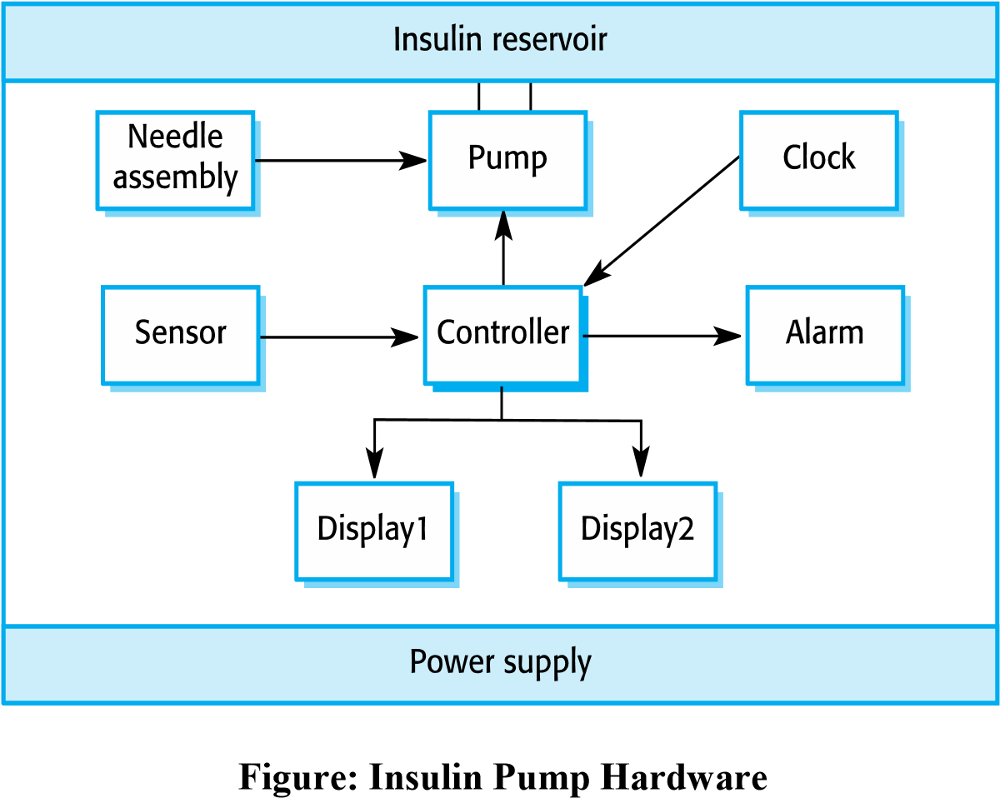 Insulin reservoir
Needle
assembly
Pump
Clock
Sensor
Controller
Alarm
Display1
Display2
Power supply
Figure: Insulin Pump Hardware